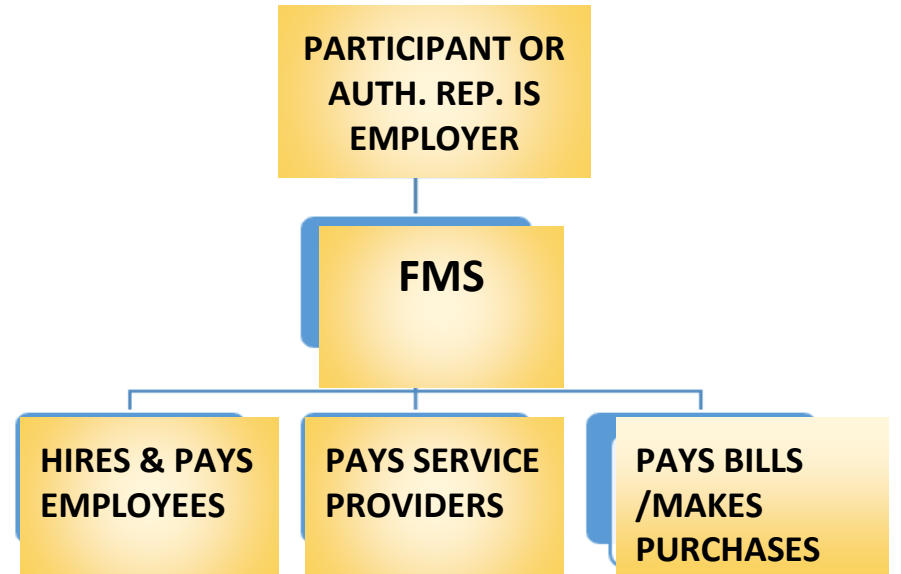 PARTICIPANT OR
AUTH. REP. IS
EMPLOYER
FMS
HIRES & PAYS
EMPLOYEES
PAYS SERVICE
PROVIDERS
PAYS BILLS
/MAKES
PURCHASES